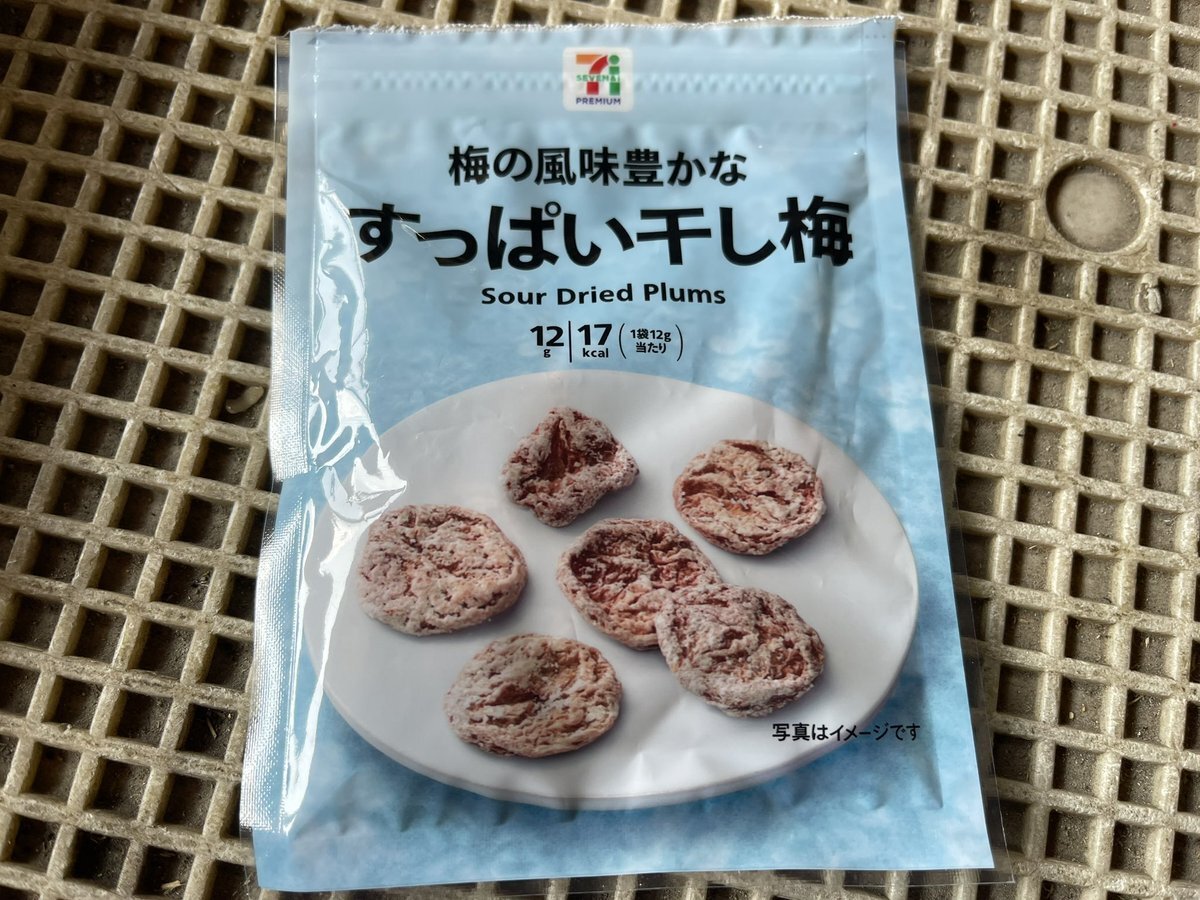 SEVEN&i
PREMIUM
梅の風味豊かな
すっぱい干し梅
Sour Dried Plums
12g 17kcal (1袋12g当たり)
写真はイメージです